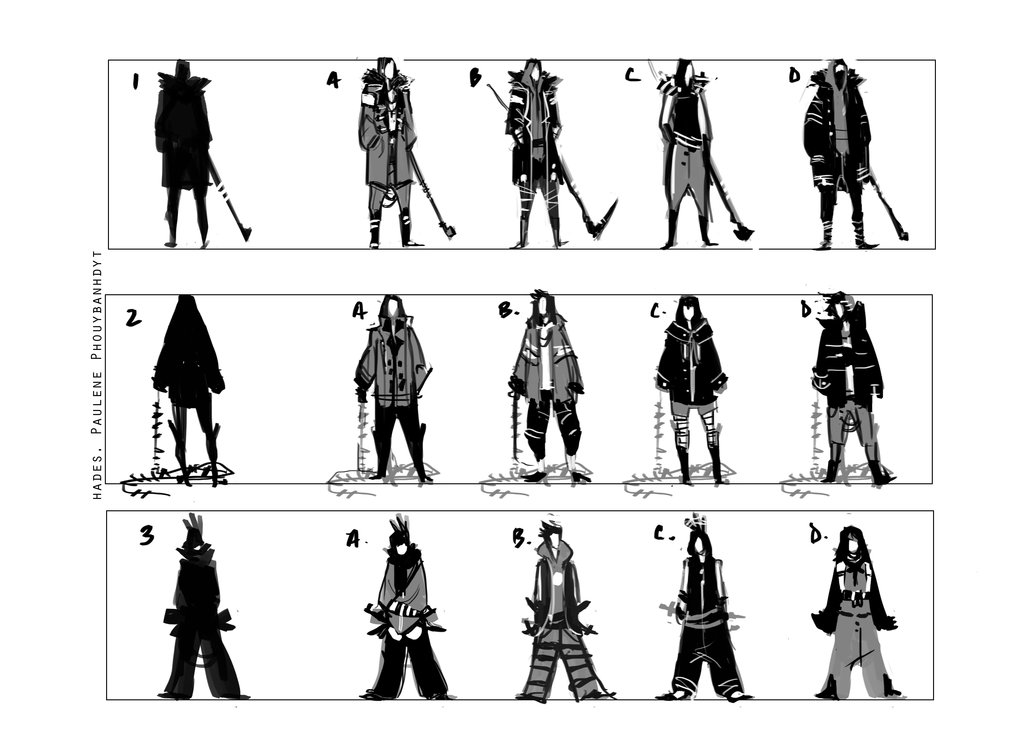 1 A B C D
HADES. PAULENE PHOUYBANHDYT
2 A B. C. D
3 A. B. C. D.